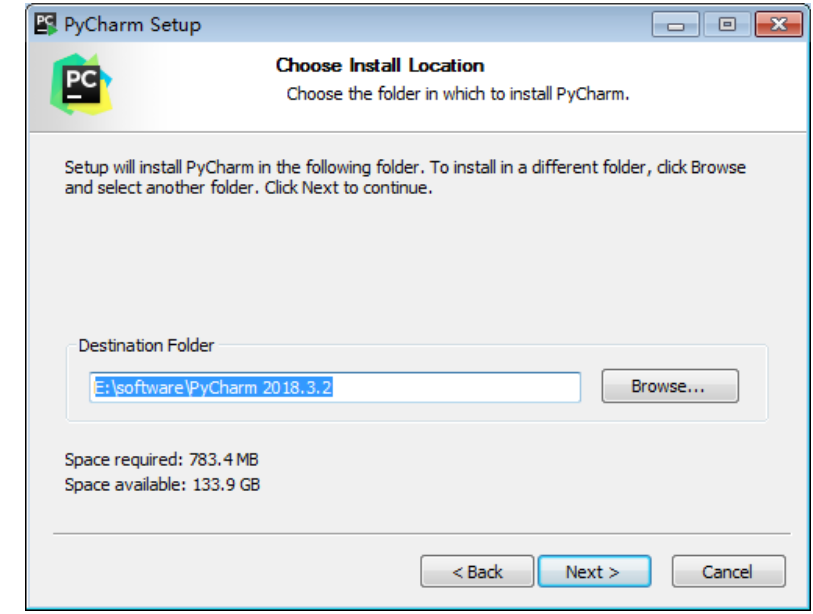 PC PyCharm Setup
PC
Choose Install Location
Choose the folder in which to install PyCharm.
Setup will install PyCharm in the following folder. To install in a different folder, click Browse
and select another folder. Click Next to continue.
Destination Folder
E:\software\PyCharm 2018.3.2
Browse...
Space required: 783.4 MB
Space available: 133.9 GB
< Back
Next >
Cancel